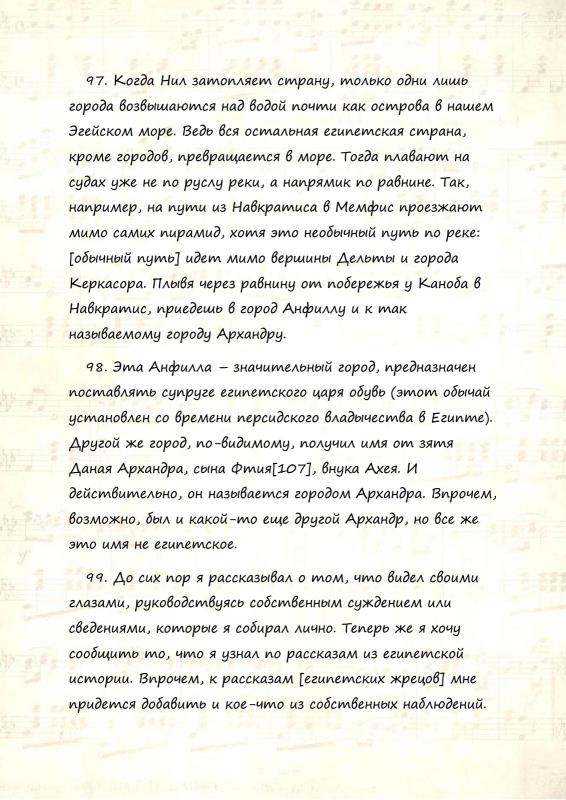 97. Когда Нил затопляет страну, только одни лишь
города возвышаются над водой почти как острова в нашем
Эгейском море. Ведь вся остальная египетская страна,
кроме городов, превращается в море. Тогда плавают на
судах уже не по руслу реки, а напрямик по равнине. Так,
например, на пути из Навкратиса в Мемфис проезжают
мимо самих пирамид, хотя это необычный путь по реке:
[обычный путь] идет мимо вершины Дельты и города
Керкасора. Плывя через равнину от побережья у Каноба в
Навкратис, приедешь в город Анфиллу и к так
называемому городу Архандру.
98. Эта Анфилла – значительный город, предназначен
поставлять супруге египетского царя обувь (этот обычай
установлен со времени персидского владычества в Египте).
Другой же город, по-видимому, получил имя от зятя
Даная Архандра, сына Фтия[107], внука Ахея. И
действительно, он называется городом Архандра. Впрочем,
возможно, был и какой-то еще другой Архандр, но все же
это имя не египетское.
99. До сих пор я рассказывал о том, что видел своими
глазами, руководствуясь собственным суждением или
сведениями, которые я собирал лично. Теперь же я хочу
сообщить то, что я узнал по рассказам из египетской
истории. Впрочем, к рассказам [египетских жрецов] мне
придется добавить и кое-что из собственных наблюдений.